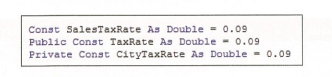 Const SalesTaxRate As Double = 0.09
Public Const TaxRate As Double = 0.09
Private Const CityTaxRate As Double = 0.09